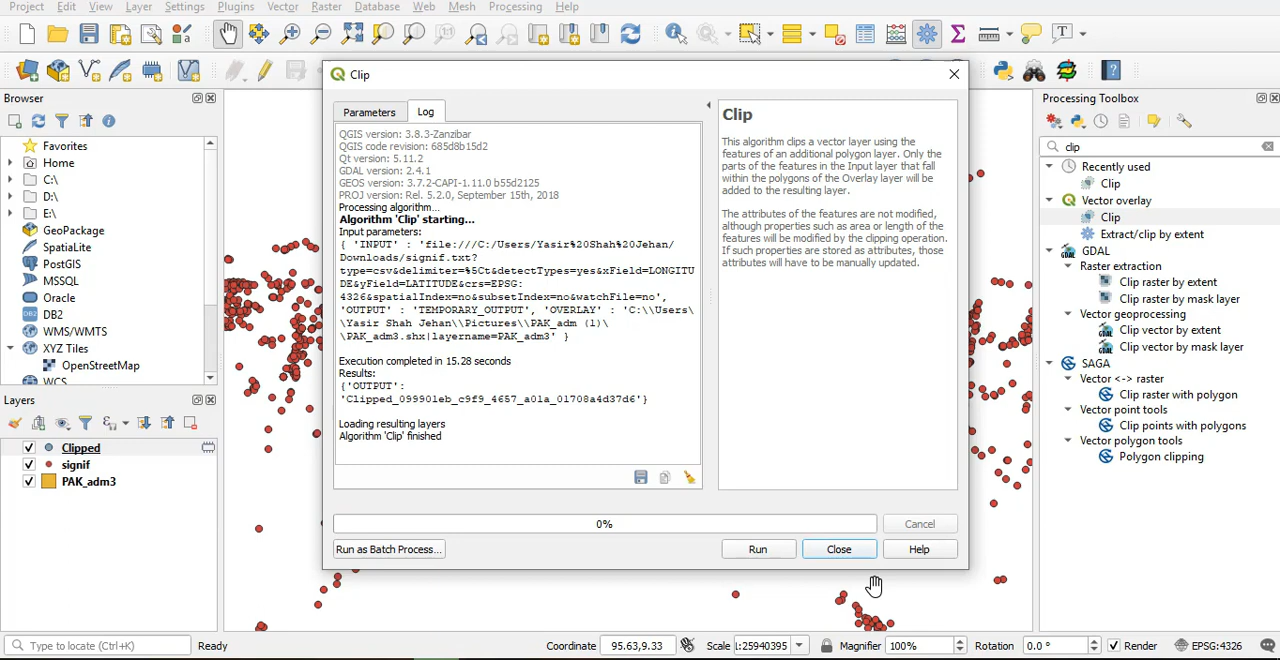 Project Edit View Layer Settings Plugins Vector Raster Database Web Mesh Processing Help
Browser
Favorites
Home
C:\
D:\
E:\
GeoPackage
SpatiaLite
PostGIS
MSSQL
Oracle
DB2
DB2
WMS/WMTS
XYZ Tiles
OpenStreetMap
WCS
Layers
Clipped
signif
PAK_adm3
Clip
Parameters Log
QGIS version: 3.8.3-Zanzibar
QGIS code revision: 685d8b15d2
Qt version: 5.11.2
GDAL version: 2.4.1
GEOS version: 3.7.2-CAPI-1.11.0 b55d2125
PROJ version: Rel. 5.2.0, September 15th, 2018
Processing algorithm...
Algorithm 'Clip' starting...
Input parameters:
{ 'INPUT' : 'file:///C:/Users/Yasir%20Shah%20Jehan/
Downloads/signif.txt?
type=csv&delimiter=%5Ct&detectTypes=yes&xField=LONGITU
DE&yField=LATITUDE&crs=EPSG:
4326&spatialIndex=no&subsetIndex=no&watchFile=no',
'OUTPUT' : 'TEMPORARY_OUTPUT', 'OVERLAY' : 'C:\\Users\
\Yasir Shah Jehan\\Pictures\\PAK_adm (1)\
\PAK_adm3.shx|layername=PAK_adm3' }
Execution completed in 15.28 seconds
Results:
{'OUTPUT':
'Clipped_09990leb_c9f9_4657_a01a_01708a4d37d6'}
Loading resulting layers
Algorithm 'Clip' finished
Clip
This algorithm clips a vector layer using the
features of an additional polygon layer. Only the
parts of the features in the Input layer that fall
within the polygons of the Overlay layer will be
added to the resulting layer.
The attributes of the features are not modified,
although properties such as area or length of the
features will be modified by the clipping operation.
If such properties are stored as attributes, those
attributes will have to be manually updated.
0% Cancel
Run as Batch Process... Run Close Help
Processing Toolbox
clip
Recently used
Clip
Vector overlay
Clip
Extract/clip by extent
GDAL
Raster extraction
Clip raster by extent
Clip raster by mask layer
Vector geoprocessing
Clip vector by extent
Clip vector by mask layer
SAGA
Vector <-> raster
Clip raster with polygon
Vector point tools
Clip points with polygons
Vector polygon tools
Polygon clipping
Type to locate (Ctrl+K) Ready Coordinate 95.63,9.33 Scale 1:25940395 Magnifier 100% Rotation 0.0 ° Render EPSG:4326